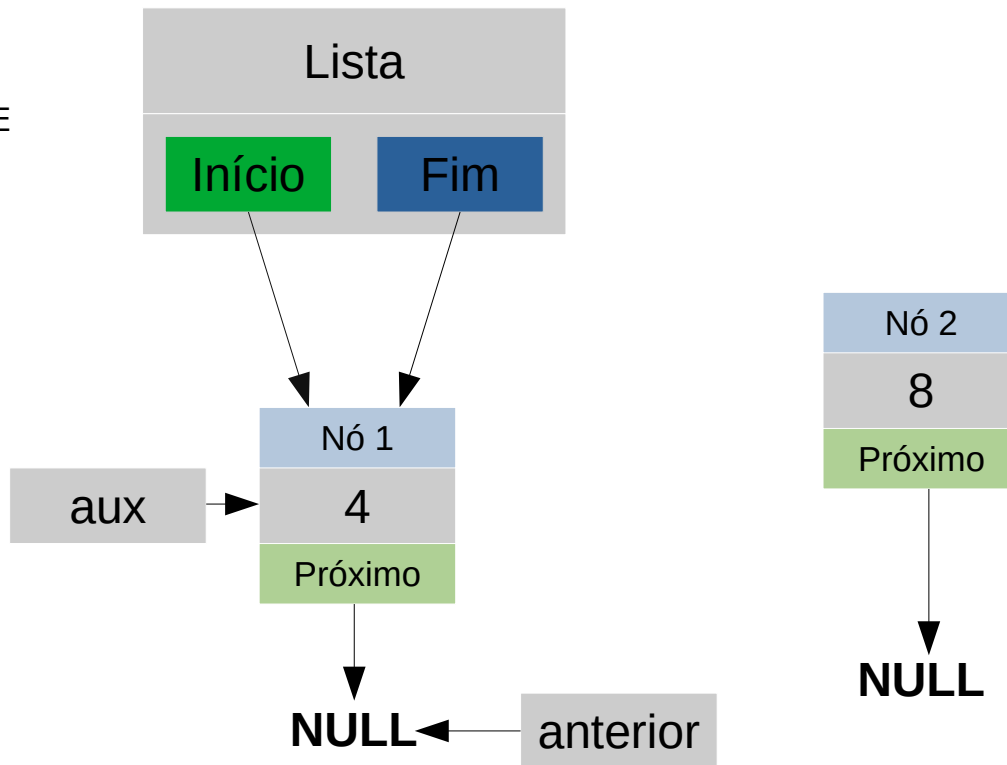 Lista
E
Início Fim
Nó 2
8
Próximo
Nó 1
aux
4
Próximo
NULL
NULL
anterior